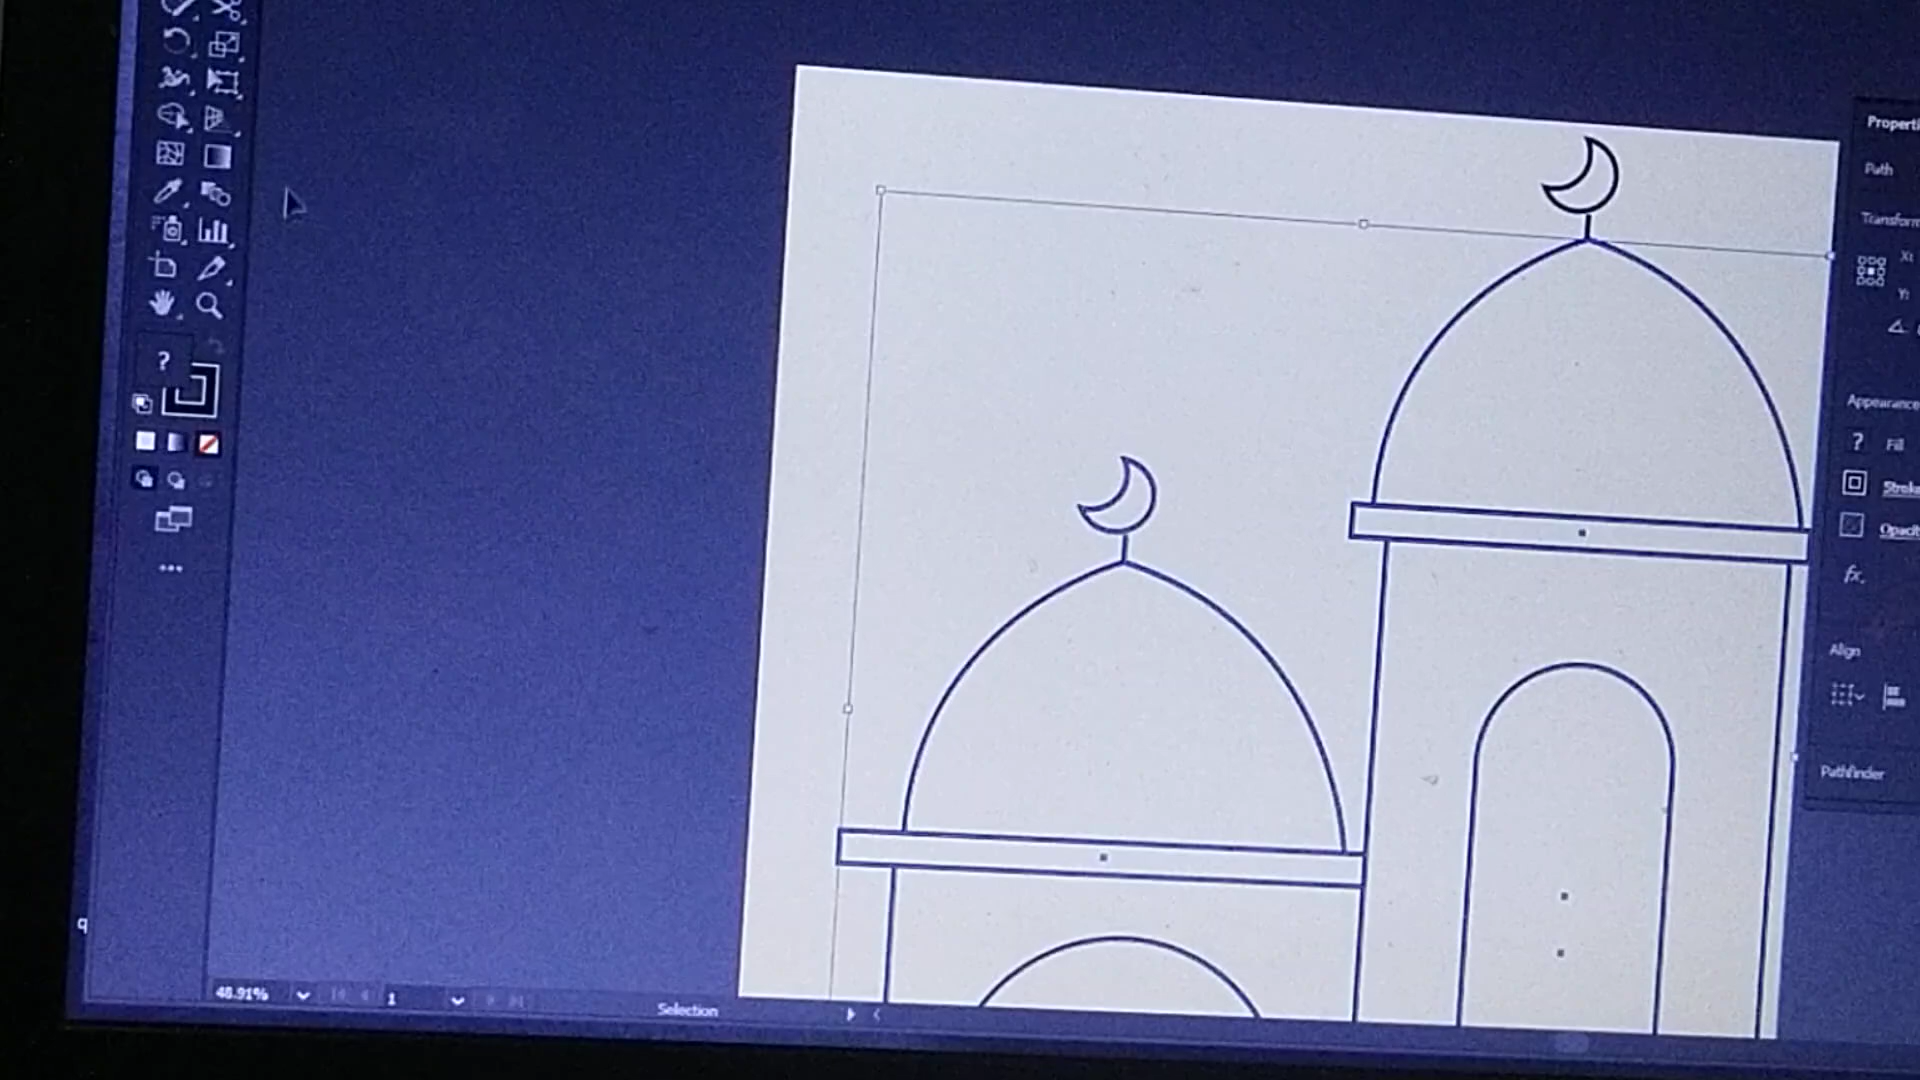 Properti
Path
Transform
X:
Y:
?
Appearance
? Fill
Stroke
Opacit
fx.
Align
Pathfinder
q
48.91%
1
Selection